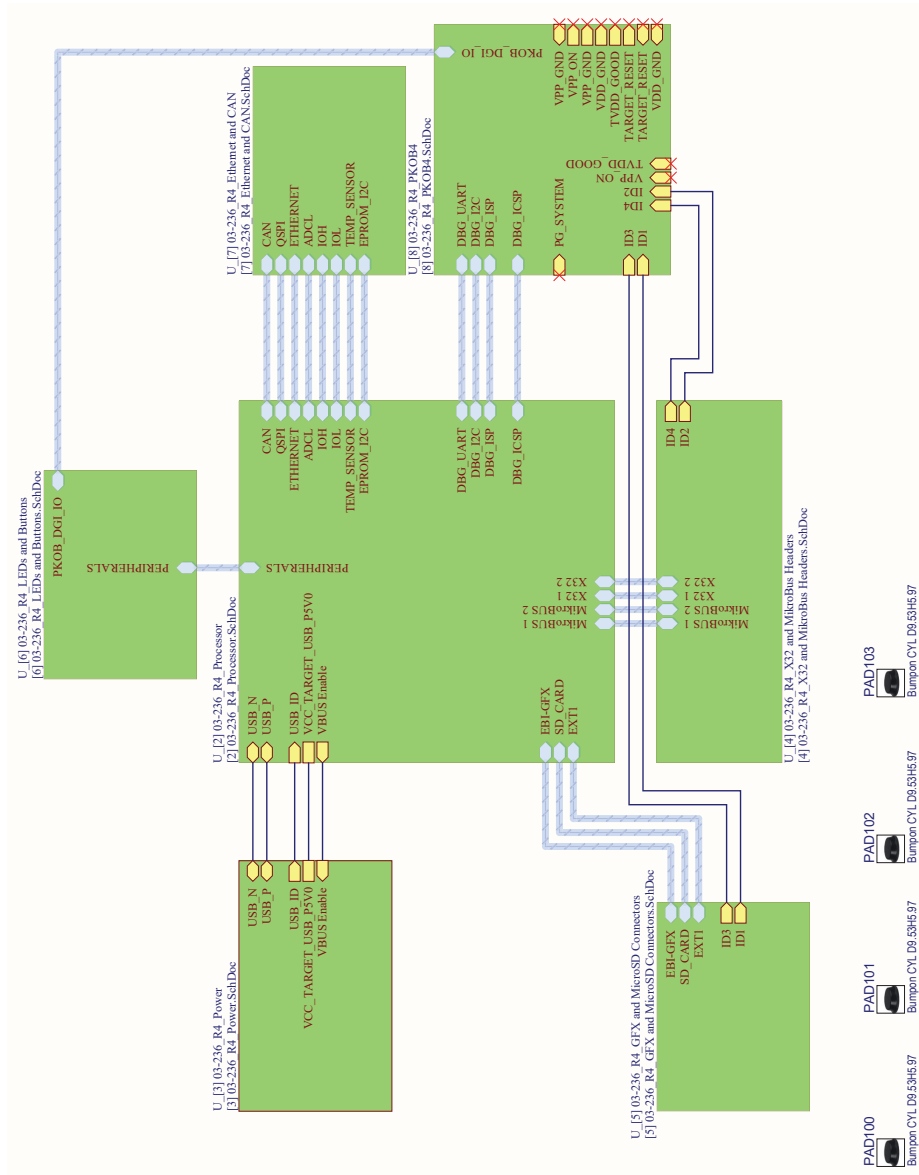 U_[6] 03-236_R4_LEDs and Buttons
[6] 03-236_R4_LEDs and Buttons.SchDoc
PKOB_DGI_IO
PERIPHERALS
U_[3] 03-236_R4_Power
[3] 03-236_R4_Power.SchDoc
USB_N
USB_P
USB_ID
VCC_TARGET_USB_P5V0
VBUS Enable
U_[2] 03-236_R4_Processor
[2] 03-236_R4_Processor.SchDoc
USB_N
USB_P
USB_ID
VCC_TARGET_USB_P5V0
VBUS Enable
PERIPHERALS
EBI-GFX
SD_CARD
EXT1
CAN
QSPI
ETHERNET
ADCL
IOH
IOL
TEMP_SENSOR
EPROM_I2C
DBG_UART
DBG_I2C
DBG_ISP
DBG_ICSP
MikroBUS 1
MikroBUS 2
X32 1
X32 2
U_[7] 03-236_R4_Ethernet and CAN
[7] 03-236_R4_Ethernet and CAN.SchDoc
CAN
QSPI
ETHERNET
ADCL
IOH
IOL
TEMP_SENSOR
EPROM_I2C
U_[8] 03-236_R4_PKOB4
[8] 03-236_R4_PKOB4.SchDoc
PKOB_DGI_IO
DBG_UART
DBG_I2C
DBG_ISP
DBG_ICSP
PG_SYSTEM
ID3
ID1
VPP_GND
VPP_ON
VPP_GND
VDD_GND
TVDD_GOOD
TARGET_RESET
TARGET_RESET
VDD_GND
ID4
ID2
VPP_ON
TVDD_GOOD
U_[5] 03-236_R4_GFX and MicroSD Connectors
[5] 03-236_R4_GFX and MicroSD Connectors.SchDoc
EBI-GFX
SD_CARD
EXT1
ID3
ID1
MikroBUS 1
MikroBUS 2
X32 1
X32 2
ID4
ID2
U_[4] 03-236_R4_X32 and MikroBus Headers
[4] 03-236_R4_X32 and MikroBus Headers.SchDoc
PAD100
Bumpon CYL D9.53H5.97
PAD101
Bumpon CYL D9.53H5.97
PAD102
Bumpon CYL D9.53H5.97
PAD103
Bumpon CYL D9.53H5.97